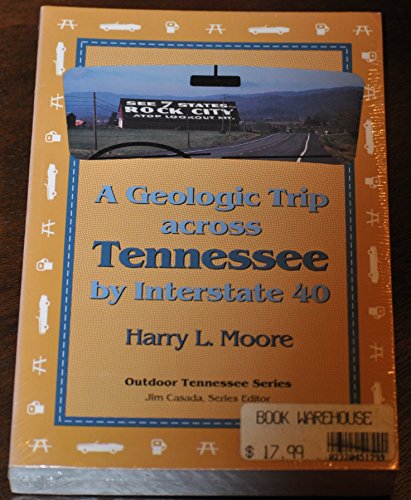 SEE 7 STATES
ROCK CITY
ATOP LOOKOUT MT.
A Geologic Trip
across
Tennessee
by Interstate 40
Harry L. Moore
Outdoor Tennessee Series
Jim Casada, Series Editor
BOOK WAREHOUSE
$ 17.99